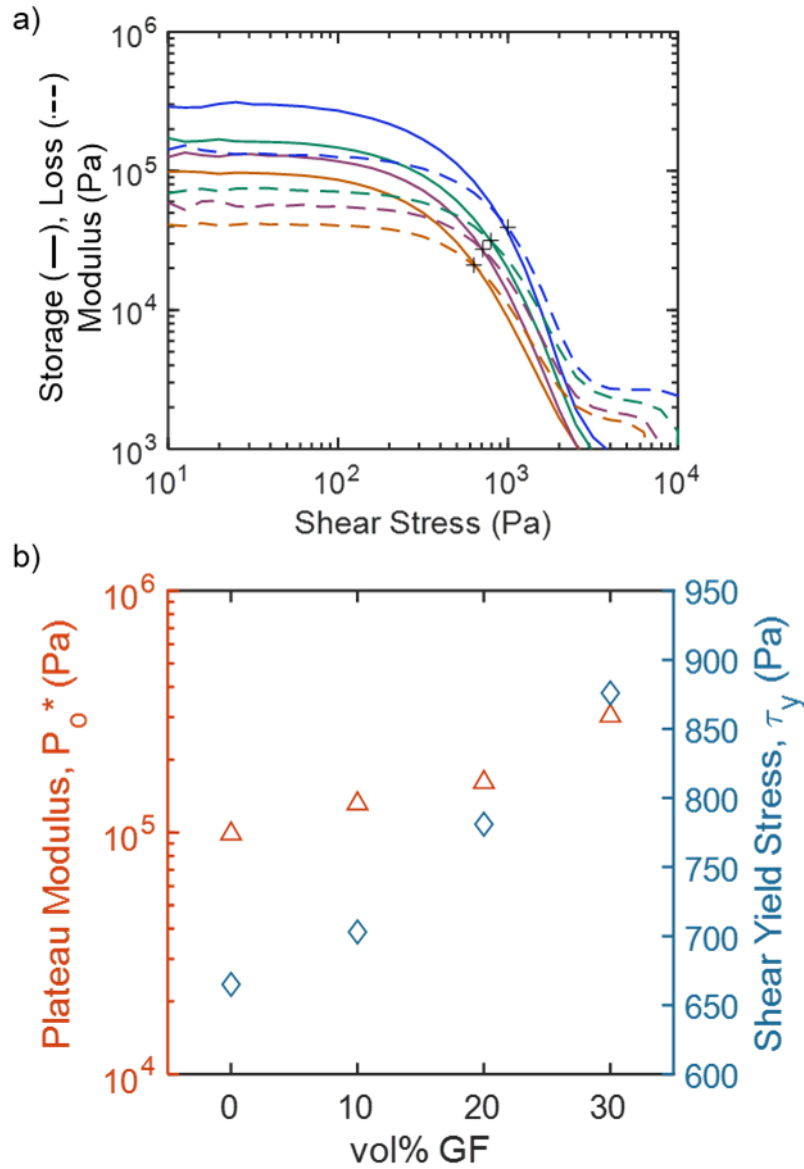 a)
Storage (—), Loss (---)
Modulus (Pa)
10^6
10^5
10^4
10^3
10^1
10^2
10^3
10^4
Shear Stress (Pa)
b)
Plateau Modulus, P_o* (Pa)
10^6
10^5
10^4
950
900
850
800
750
700
650
600
Shear Yield Stress, τ_y (Pa)
0
10
20
30
vol% GF